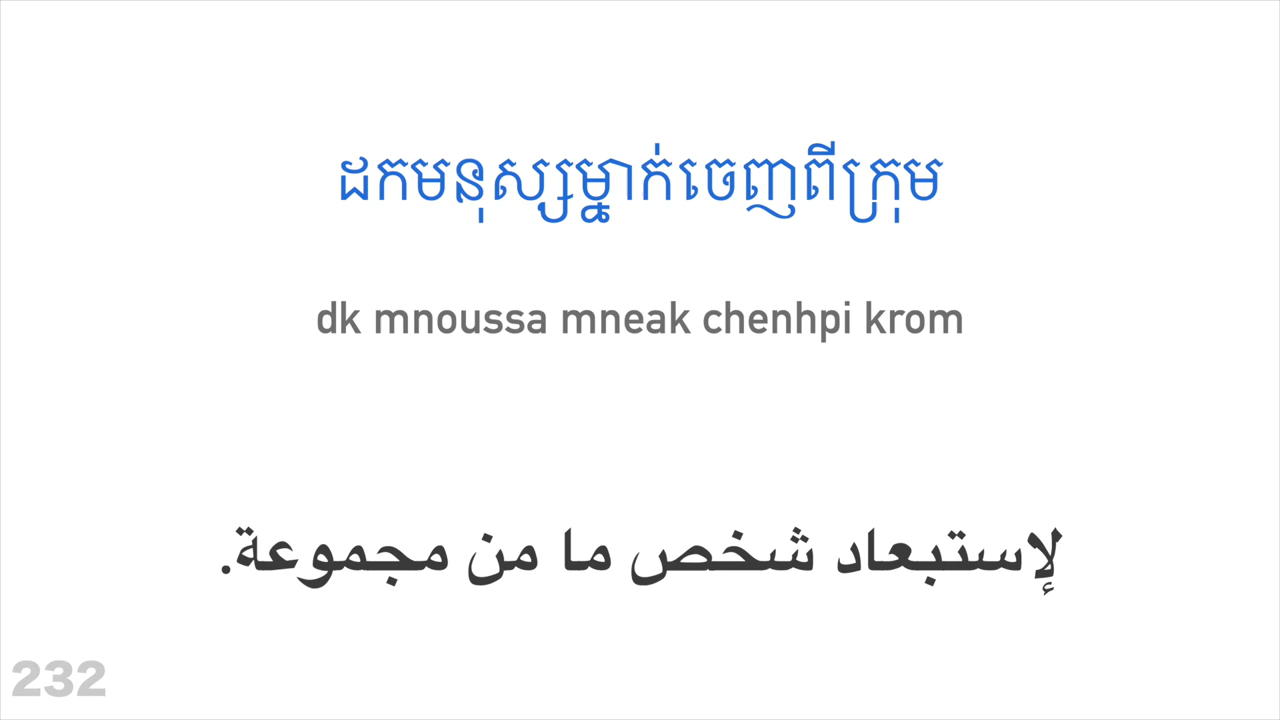 ដកមនុស្សម្នាក់ចេញពីក្រុម
dk mnoussa mneak chenhpi krom
لإستبعاد شخص ما من مجموعة.
232